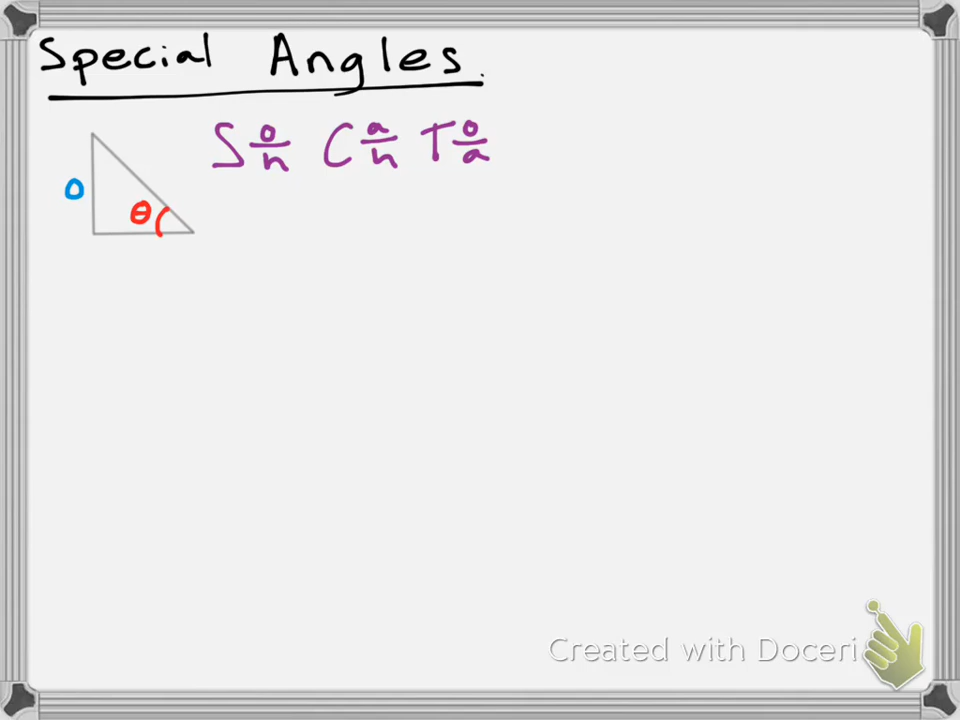 Special Angles.
S o/h C a/h T o/a
O
θ
Created with Doceri